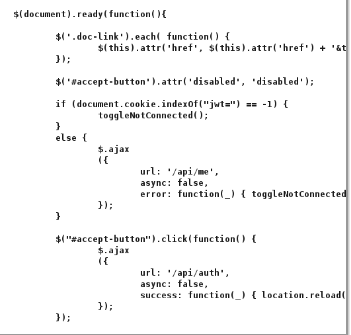 $(document).ready(function(){
$('.doc-link').each( function() {
$(this).attr('href', $(this).attr('href') + '&t
});
$('#accept-button').attr('disabled', 'disabled');
if (document.cookie.indexOf("jwt=") == -1) {
toggleNotConnected();
}
else {
$.ajax
({
url: '/api/me',
async: false,
error: function(_) { toggleNotConnected
});
}
$("#accept-button").click(function() {
$.ajax
({
url: '/api/auth',
async: false,
success: function(_) { location.reload(
});
});